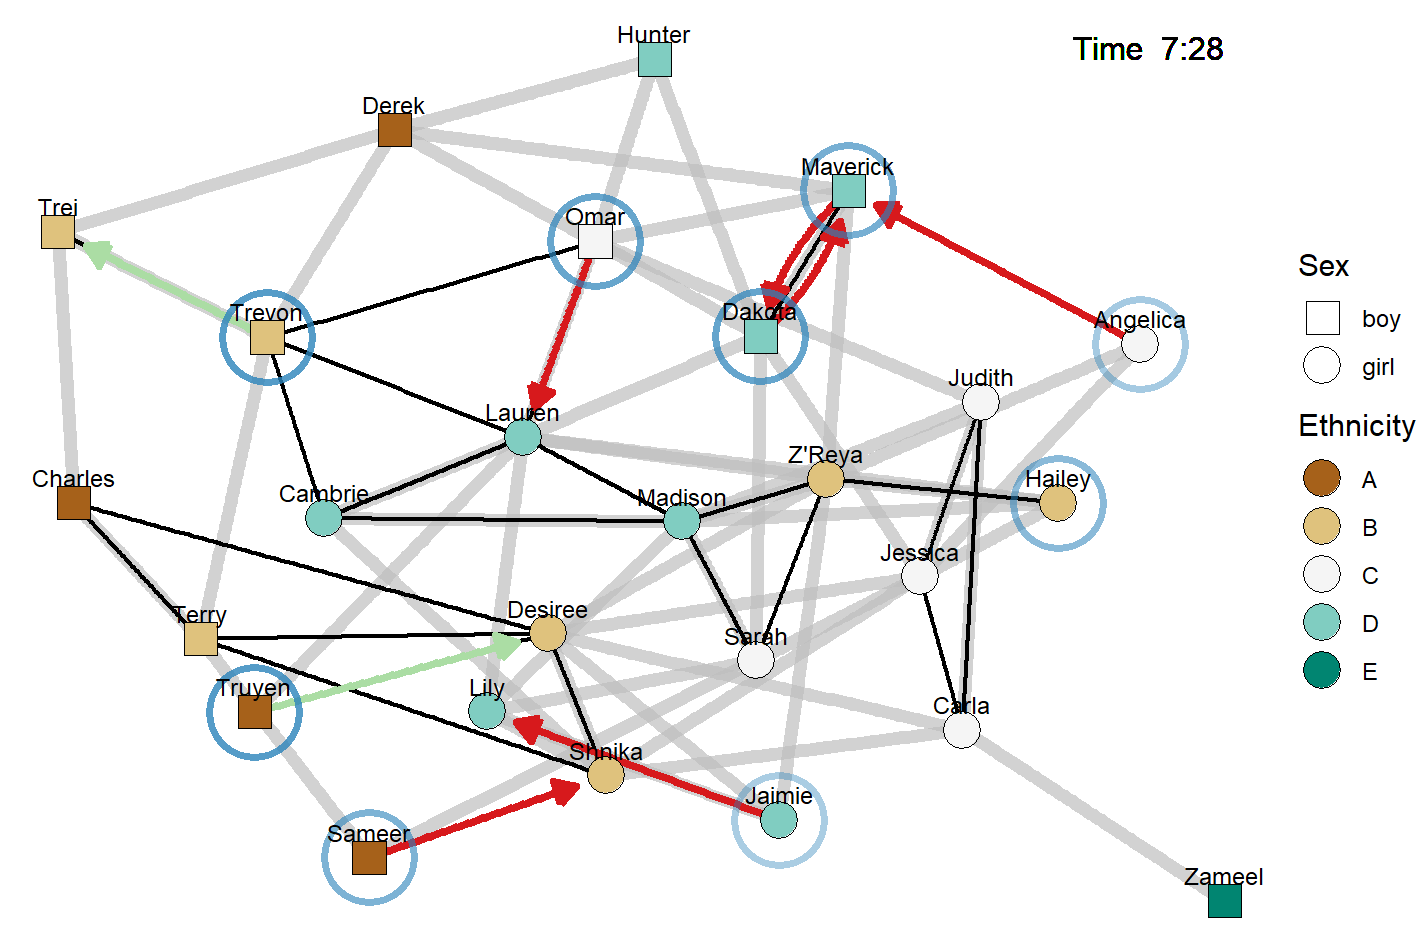 Hunter
Time  7:28
Derek
Maverick
Trei
Omar
Trevon
Dakota
Angelica
Judith
Lauren
Z'Reya
Charles
Cambrie
Madison
Hailey
Jessica
Terry
Desiree
Sarah
Truyen
Lily
Carla
Shnika
Jaimie
Sameer
Zameel
Sex
boy
girl
Ethnicity
A
B
C
D
E